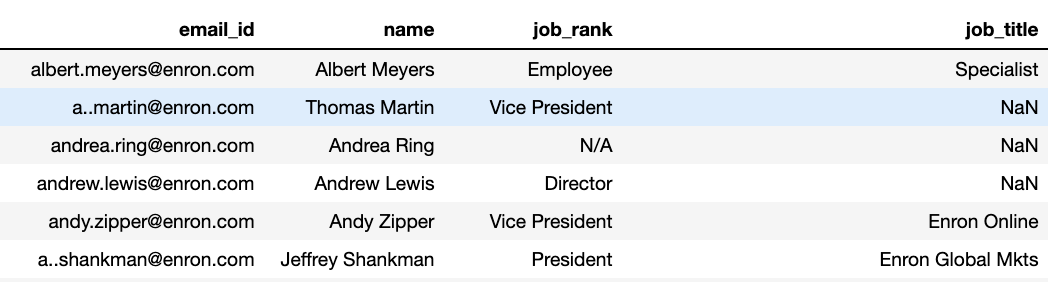 email_id name job_rank job_title
albert.meyers@enron.com Albert Meyers Employee Specialist
a..martin@enron.com Thomas Martin Vice President NaN
andrea.ring@enron.com Andrea Ring N/A NaN
andrew.lewis@enron.com Andrew Lewis Director NaN
andy.zipper@enron.com Andy Zipper Vice President Enron Online
a..shankman@enron.com Jeffrey Shankman President Enron Global Mkts